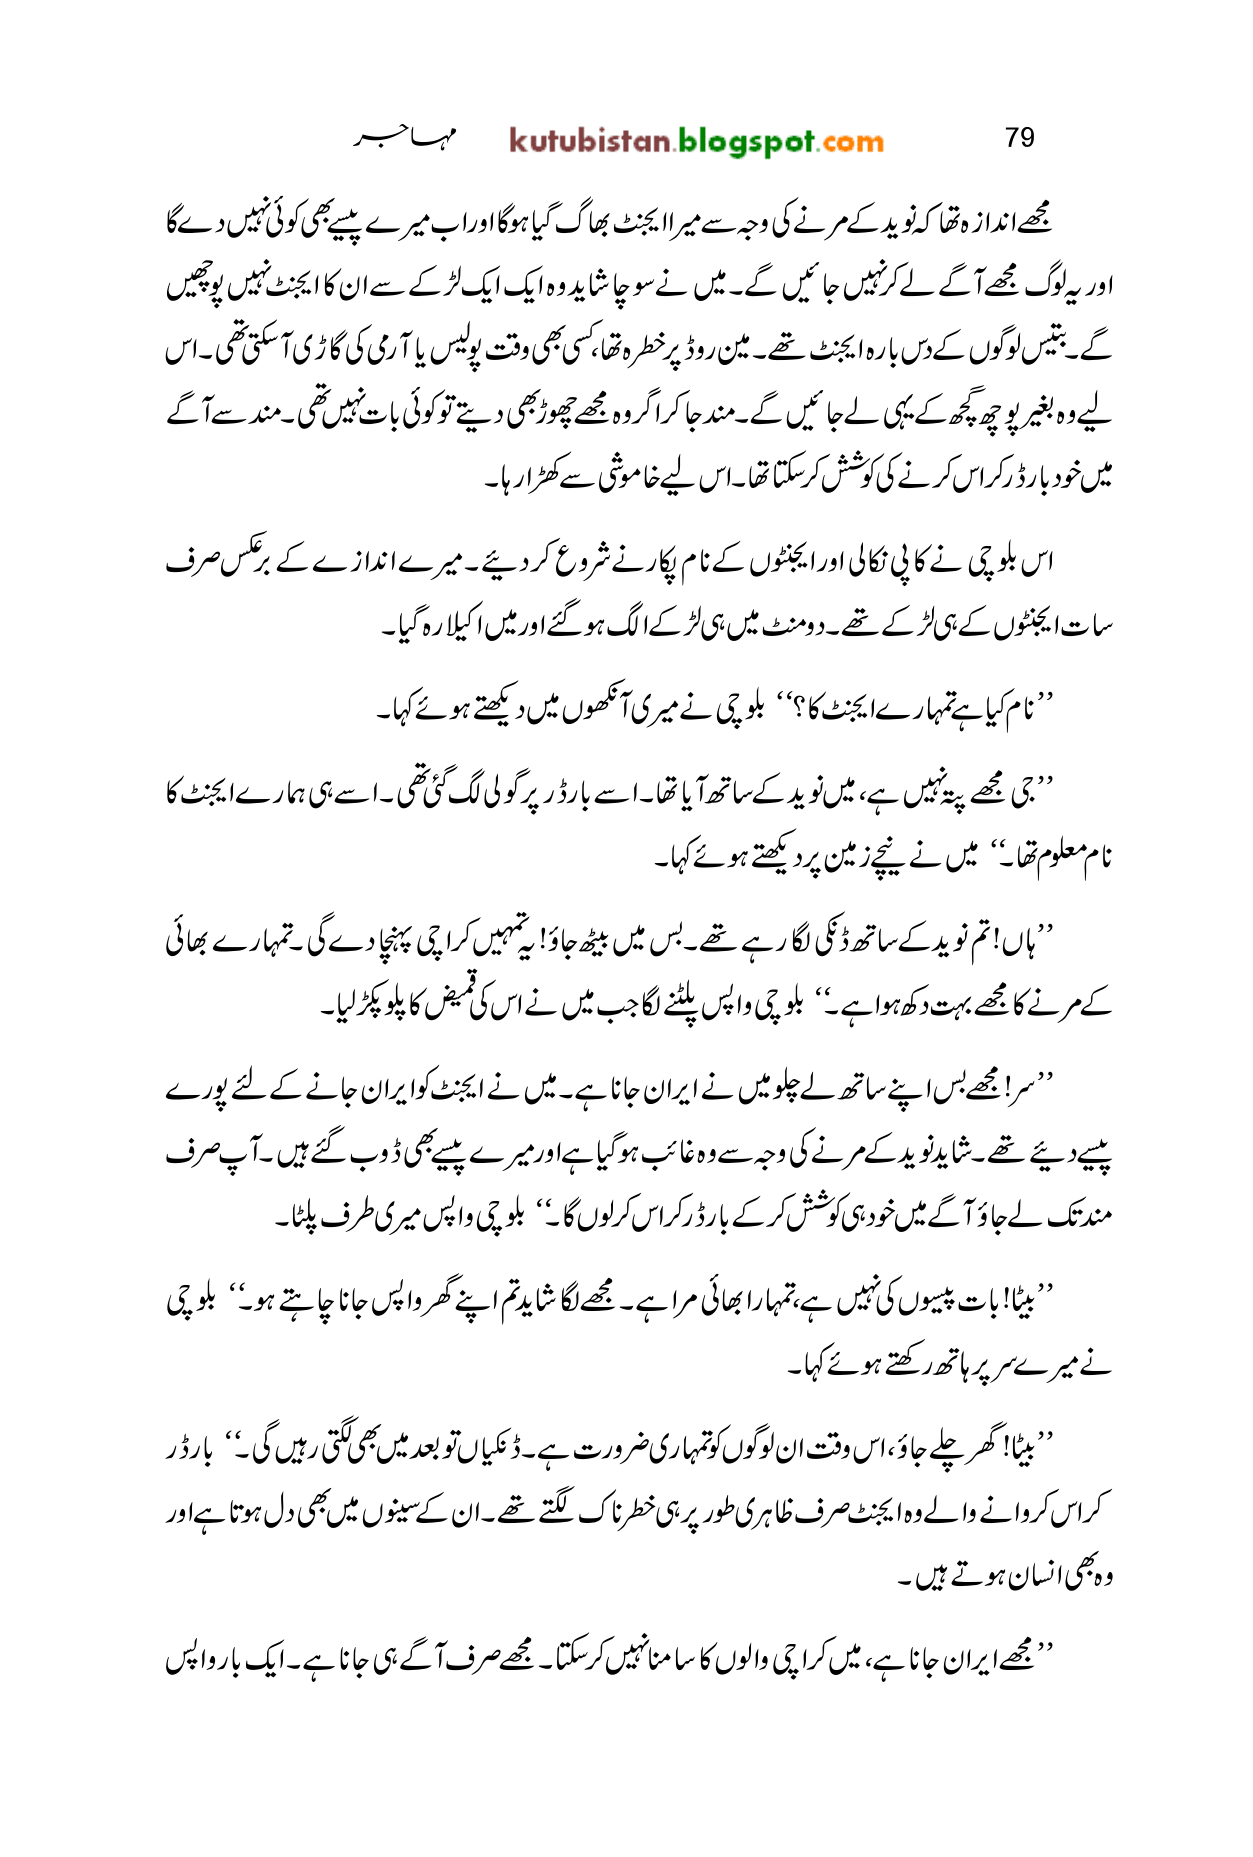 79 kutubistan.blogspot.com مہاجر
مجھے اندازہ تھا کہ نوید کے مرنے کی وجہ سے میرا ایجنٹ بھاگ گیا ہوگا اور اب میرے پیسے بھی کوئی نہیں دے گا
اور یہ لوگ مجھے آگے لے کر نہیں جائیں گے۔ میں نے سوچا شاید وہ ایک ایک لڑکے سے ان کا ایجنٹ نہیں پوچھیں
گے۔ بتیس لوگوں کے دس بارہ ایجنٹ تھے۔ مین روڈ پر خطرہ تھا، کسی بھی وقت پولیس یا آرمی کی گاڑی آ سکتی تھی۔ اس
لیے وہ بغیر پوچھ گچھ کے یہی لے جائیں گے۔ مند جا کر اگر وہ مجھے چھوڑ بھی دیتے تو کوئی بات نہیں تھی۔ مند سے آگے
میں خود بارڈر کراس کرنے کی کوشش کر سکتا تھا۔ اس لیے خاموشی سے کھڑا رہا۔
اس بلوچی نے کاپی نکالی اور ایجنٹوں کے نام پکارنے شروع کر دیئے۔ میرے اندازے کے برعکس صرف
سات ایجنٹوں کے ہی لڑکے تھے۔ دو منٹ میں ہی لڑکے الگ ہو گئے اور میں اکیلا رہ گیا۔
’’نام کیا ہے تمہارے ایجنٹ کا؟‘‘ بلوچی نے میری آنکھوں میں دیکھتے ہوئے کہا۔
’’جی مجھے پتہ نہیں ہے، میں نوید کے ساتھ آیا تھا۔ اسے بارڈر پر گولی لگ گئی تھی۔ اسے ہی ہمارے ایجنٹ کا
نام معلوم تھا۔‘‘ میں نے نیچے زمین پر دیکھتے ہوئے کہا۔
’’ہاں! تم نوید کے ساتھ ڈنکی لگا رہے تھے۔ بس میں بیٹھ جاؤ! یہ تمہیں کراچی پہنچا دے گی۔ تمہارے بھائی
کے مرنے کا مجھے بہت دکھ ہوا ہے۔‘‘ بلوچی واپس پلٹنے لگا جب میں نے اس کی قمیض کا پلو پکڑ لیا۔
’’سر! مجھے بس اپنے ساتھ لے چلو میں نے ایران جانا ہے۔ میں نے ایجنٹ کو ایران جانے کے لئے پورے
پیسے دیئے تھے۔ شاید نوید کے مرنے کی وجہ سے وہ غائب ہو گیا ہے اور میرے پیسے بھی ڈوب گئے ہیں۔ آپ صرف
مند تک لے جاؤ آگے میں خود ہی کوشش کر کے بارڈر کراس کر لوں گا۔‘‘ بلوچی واپس میری طرف پلٹا۔
’’بیٹا! بات پیسوں کی نہیں ہے، تمہارا بھائی مرا ہے۔ مجھے لگا شاید تم اپنے گھر واپس جانا چاہتے ہو۔‘‘ بلوچی
نے میرے سر پر ہاتھ رکھتے ہوئے کہا۔
’’بیٹا! گھر چلے جاؤ، اس وقت ان لوگوں کو تمہاری ضرورت ہے۔ ڈنکیاں تو بعد میں بھی لگتی رہیں گی۔‘‘ بارڈر
کراس کروانے والے وہ ایجنٹ صرف ظاہری طور پر ہی خطرناک لگتے تھے۔ ان کے سینوں میں بھی دل ہوتا ہے اور
وہ بھی انسان ہوتے ہیں۔
’’مجھے ایران جانا ہے، میں کراچی والوں کا سامنا نہیں کر سکتا۔ مجھے صرف آگے ہی جانا ہے۔ ایک بار واپس